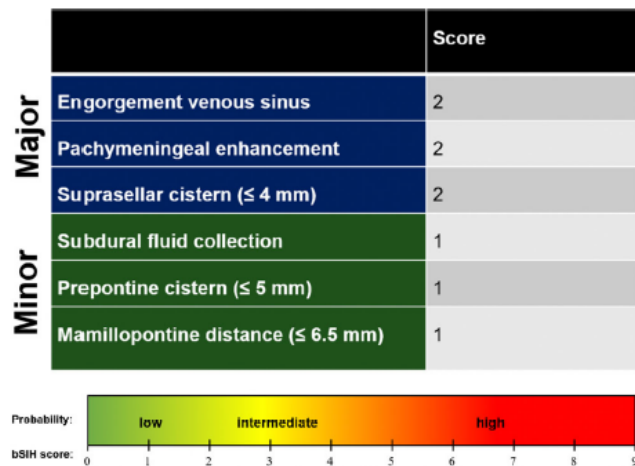 Score
Major
Engorgement venous sinus 2
Pachymeningeal enhancement 2
Suprasellar cistern (≤ 4 mm) 2
Minor
Subdural fluid collection 1
Prepontine cistern (≤ 5 mm) 1
Mamillopontine distance (≤ 6.5 mm) 1
Probability: low intermediate high
bSIH score: 0 1 2 3 4 5 6 7 8 9